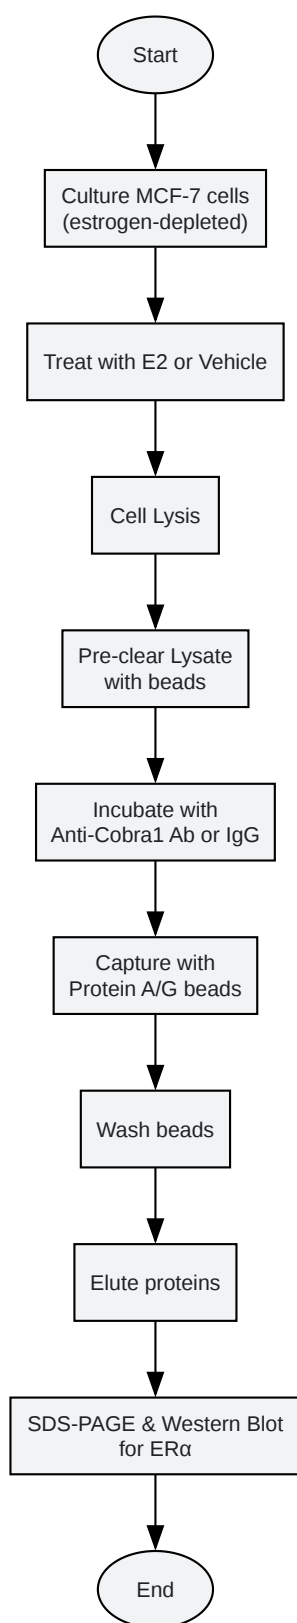 Start
Culture MCF-7 cells
(estrogen-depleted)
Treat with E2 or Vehicle
Cell Lysis
Pre-clear Lysate
with beads
Incubate with
Anti-Cobra1 Ab or IgG
Capture with
Protein A/G beads
Wash beads
Elute proteins
SDS-PAGE & Western Blot
for ERα
End